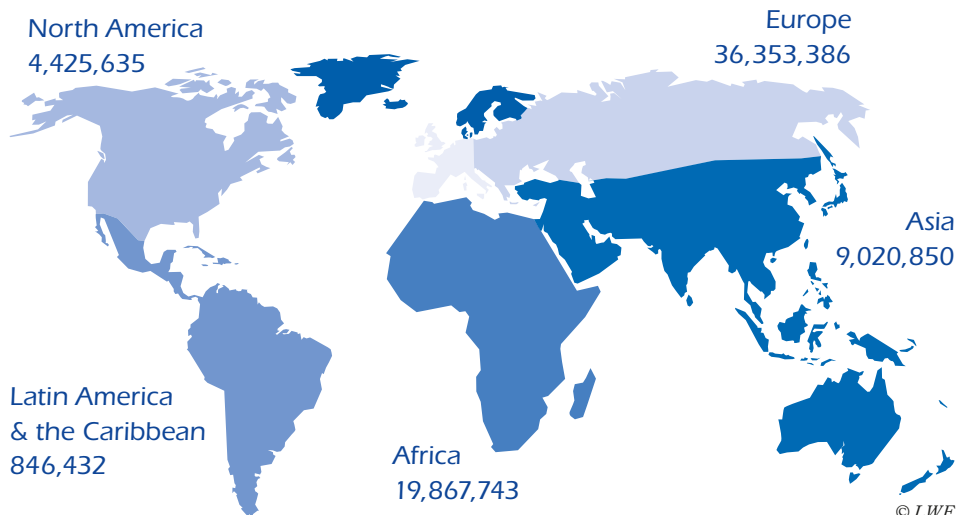 North America
4,425,635
Europe
36,353,386
Asia
9,020,850
Latin America
& the Caribbean
846,432
Africa
19,867,743
© LWF